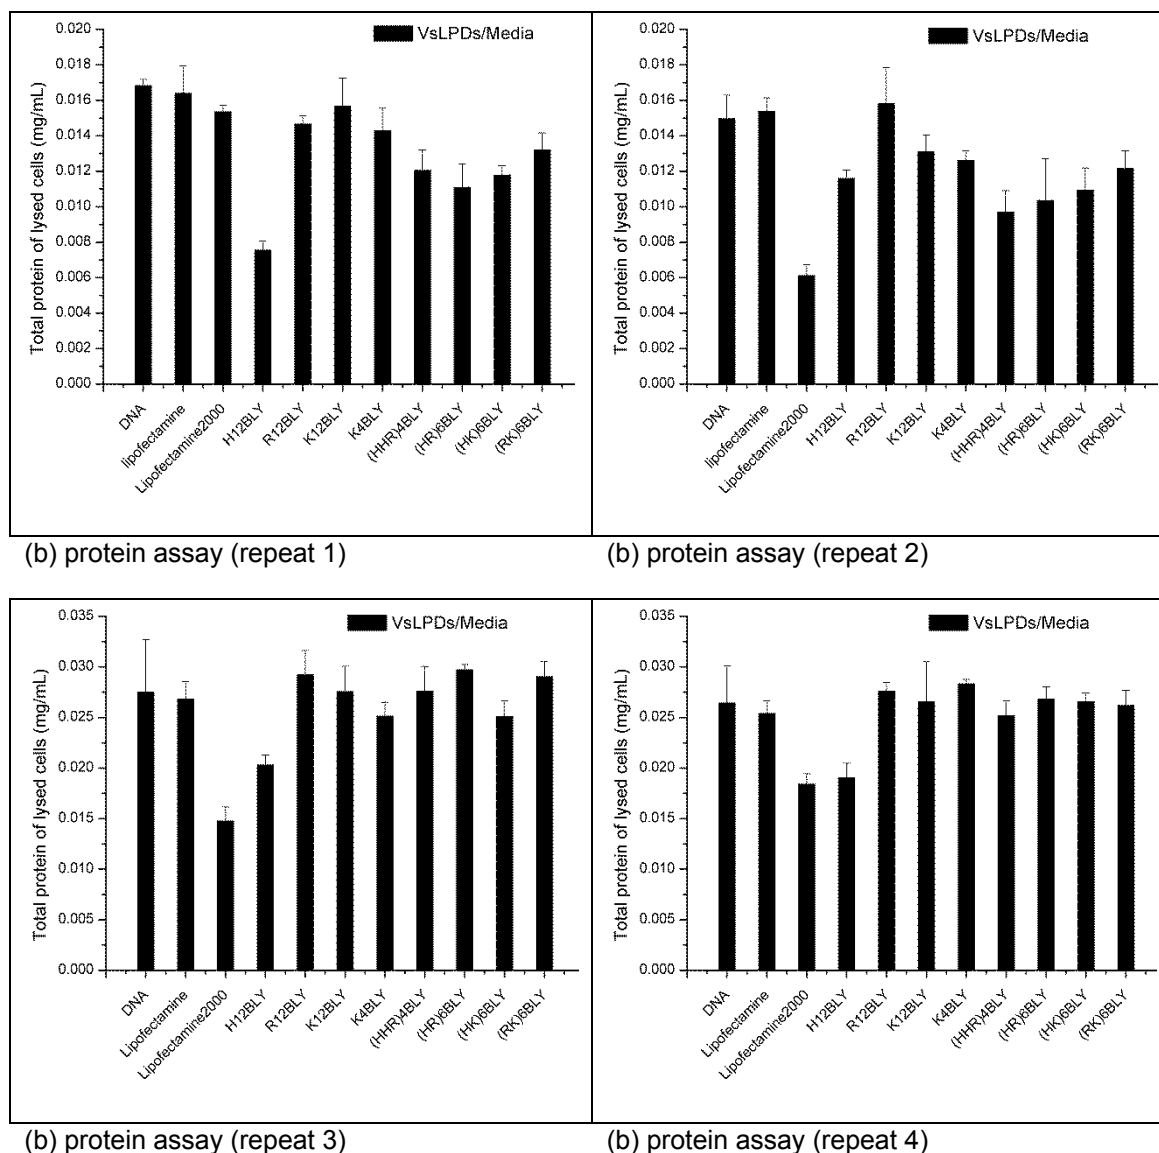 VsLPDs/Media
Total protein of lysed cells (mg/mL)
0.020
0.018
0.016
0.014
0.012
0.010
0.008
0.006
0.004
0.002
0.000
DNA
lipofectamine
Lipofectamine2000
H12BLY
R12BLY
K12BLY
K4BLY
(HHR)4BLY
(HR)6BLY
(HK)6BLY
(RK)6BLY
(b) protein assay (repeat 1)
VsLPDs/Media
Total protein of lysed cells (mg/mL)
0.020
0.018
0.016
0.014
0.012
0.010
0.008
0.006
0.004
0.002
0.000
DNA
lipofectamine
Lipofectamine2000
H12BLY
R12BLY
K12BLY
K4BLY
(HHR)4BLY
(HR)6BLY
(HK)6BLY
(RK)6BLY
(b) protein assay (repeat 2)
VsLPDs/Media
Total protein of lysed cells (mg/mL)
0.035
0.030
0.025
0.020
0.015
0.010
0.005
0.000
DNA
Lipofectamine
Lipofectamine2000
H12BLY
R12BLY
K12BLY
K4BLY
(HHR)4BLY
(HR)6BLY
(HK)6BLY
(RK)6BLY
(b) protein assay (repeat 3)
VsLPDs/Media
Total protein of lysed cells (mg/mL)
0.035
0.030
0.025
0.020
0.015
0.010
0.005
0.000
DNA
Lipofectamine
Lipofectamine2000
H12BLY
R12BLY
K12BLY
K4BLY
(HHR)4BLY
(HR)6BLY
(HK)6BLY
(RK)6BLY
(b) protein assay (repeat 4)